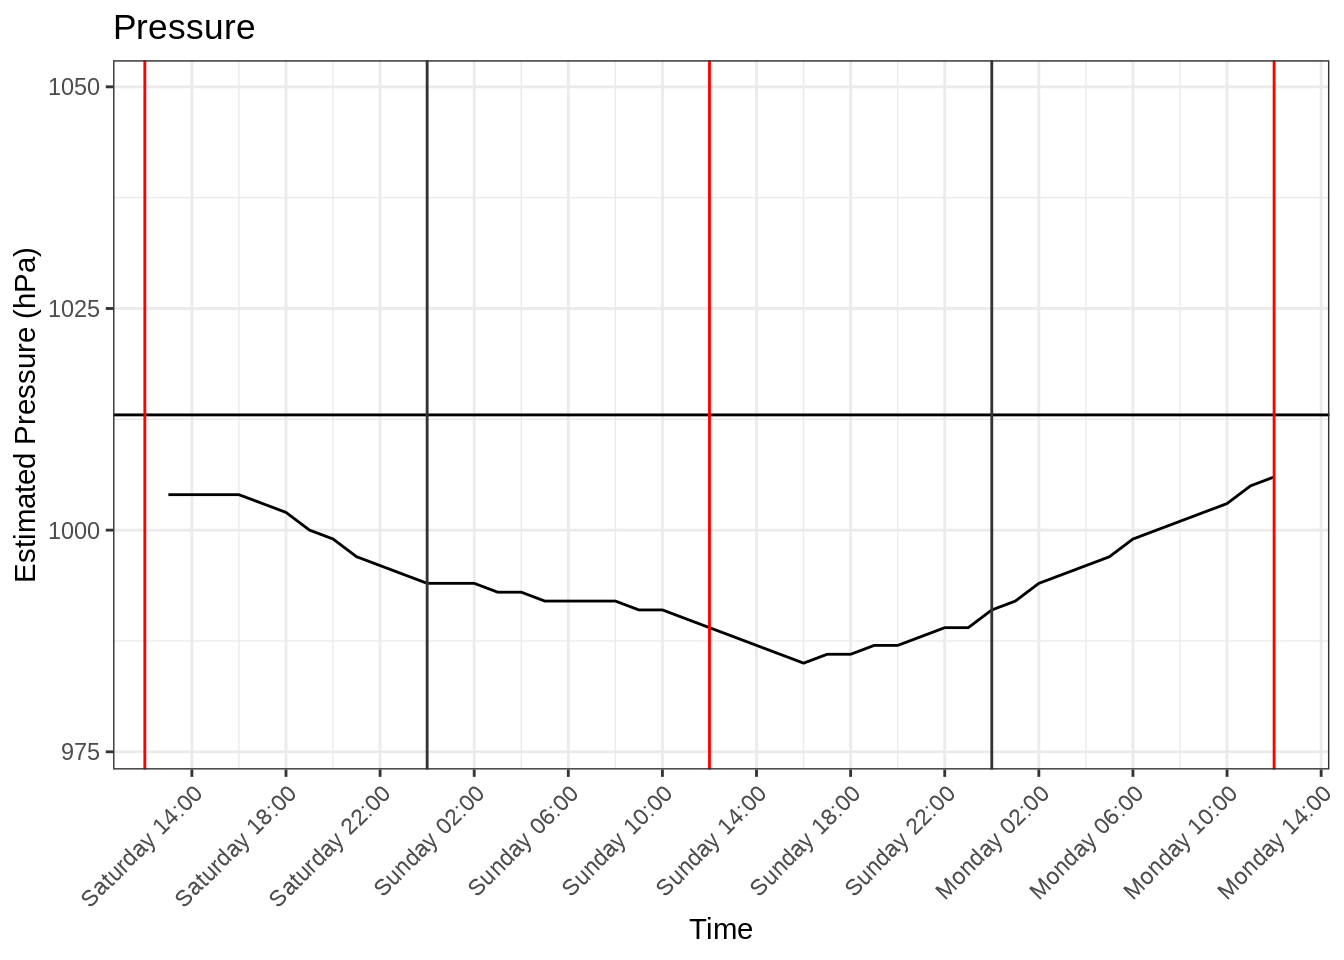 Pressure
Estimated Pressure (hPa)
1050
1025
1000
975
Saturday 14:00
Saturday 18:00
Saturday 22:00
Sunday 02:00
Sunday 06:00
Sunday 10:00
Sunday 14:00
Sunday 18:00
Sunday 22:00
Monday 02:00
Monday 06:00
Monday 10:00
Monday 14:00
Time